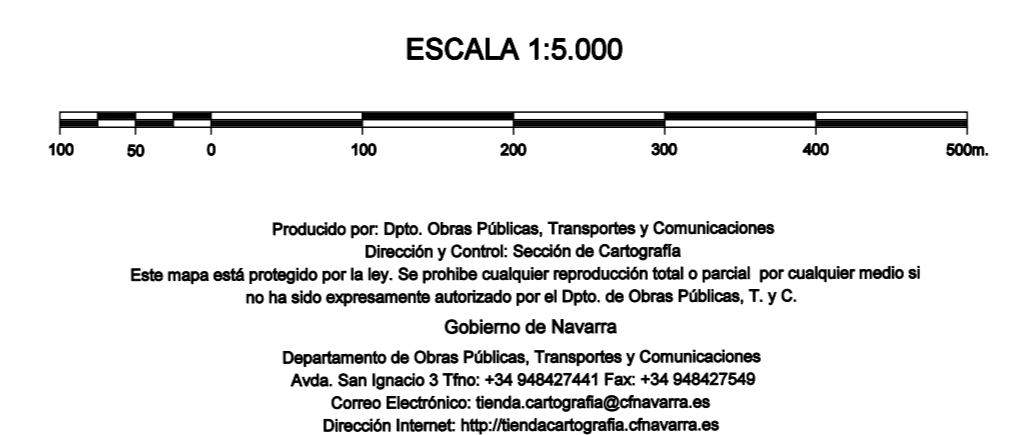 ESCALA 1:5.000
100 50 0 100 200 300 400 500m.
Producido por: Dpto. Obras Públicas, Transportes y Comunicaciones
Dirección y Control: Sección de Cartografía
Este mapa está protegido por la ley. Se prohibe cualquier reproducción total o parcial por cualquier medio si
no ha sido expresamente autorizado por el Dpto. de Obras Públicas, T. y C.
Gobierno de Navarra
Departamento de Obras Públicas, Transportes y Comunicaciones
Avda. San Ignacio 3 Tfno: +34 948427441 Fax: +34 948427549
Correo Electrónico: tienda.cartografia@cfnavarra.es
Dirección Internet: http://tiendacartografia.cfnavarra.es